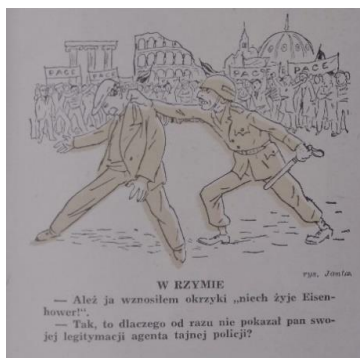 PACE
PACE
PACE
PACE
rys. Jonta
W RZYMIE
— Ależ ja wznosiłem okrzyki „niech żyje Eisen-
hower!".
— Tak, to dlaczego od razu nie pokazał pan swo-
jej legitymacji agenta tajnej policji?